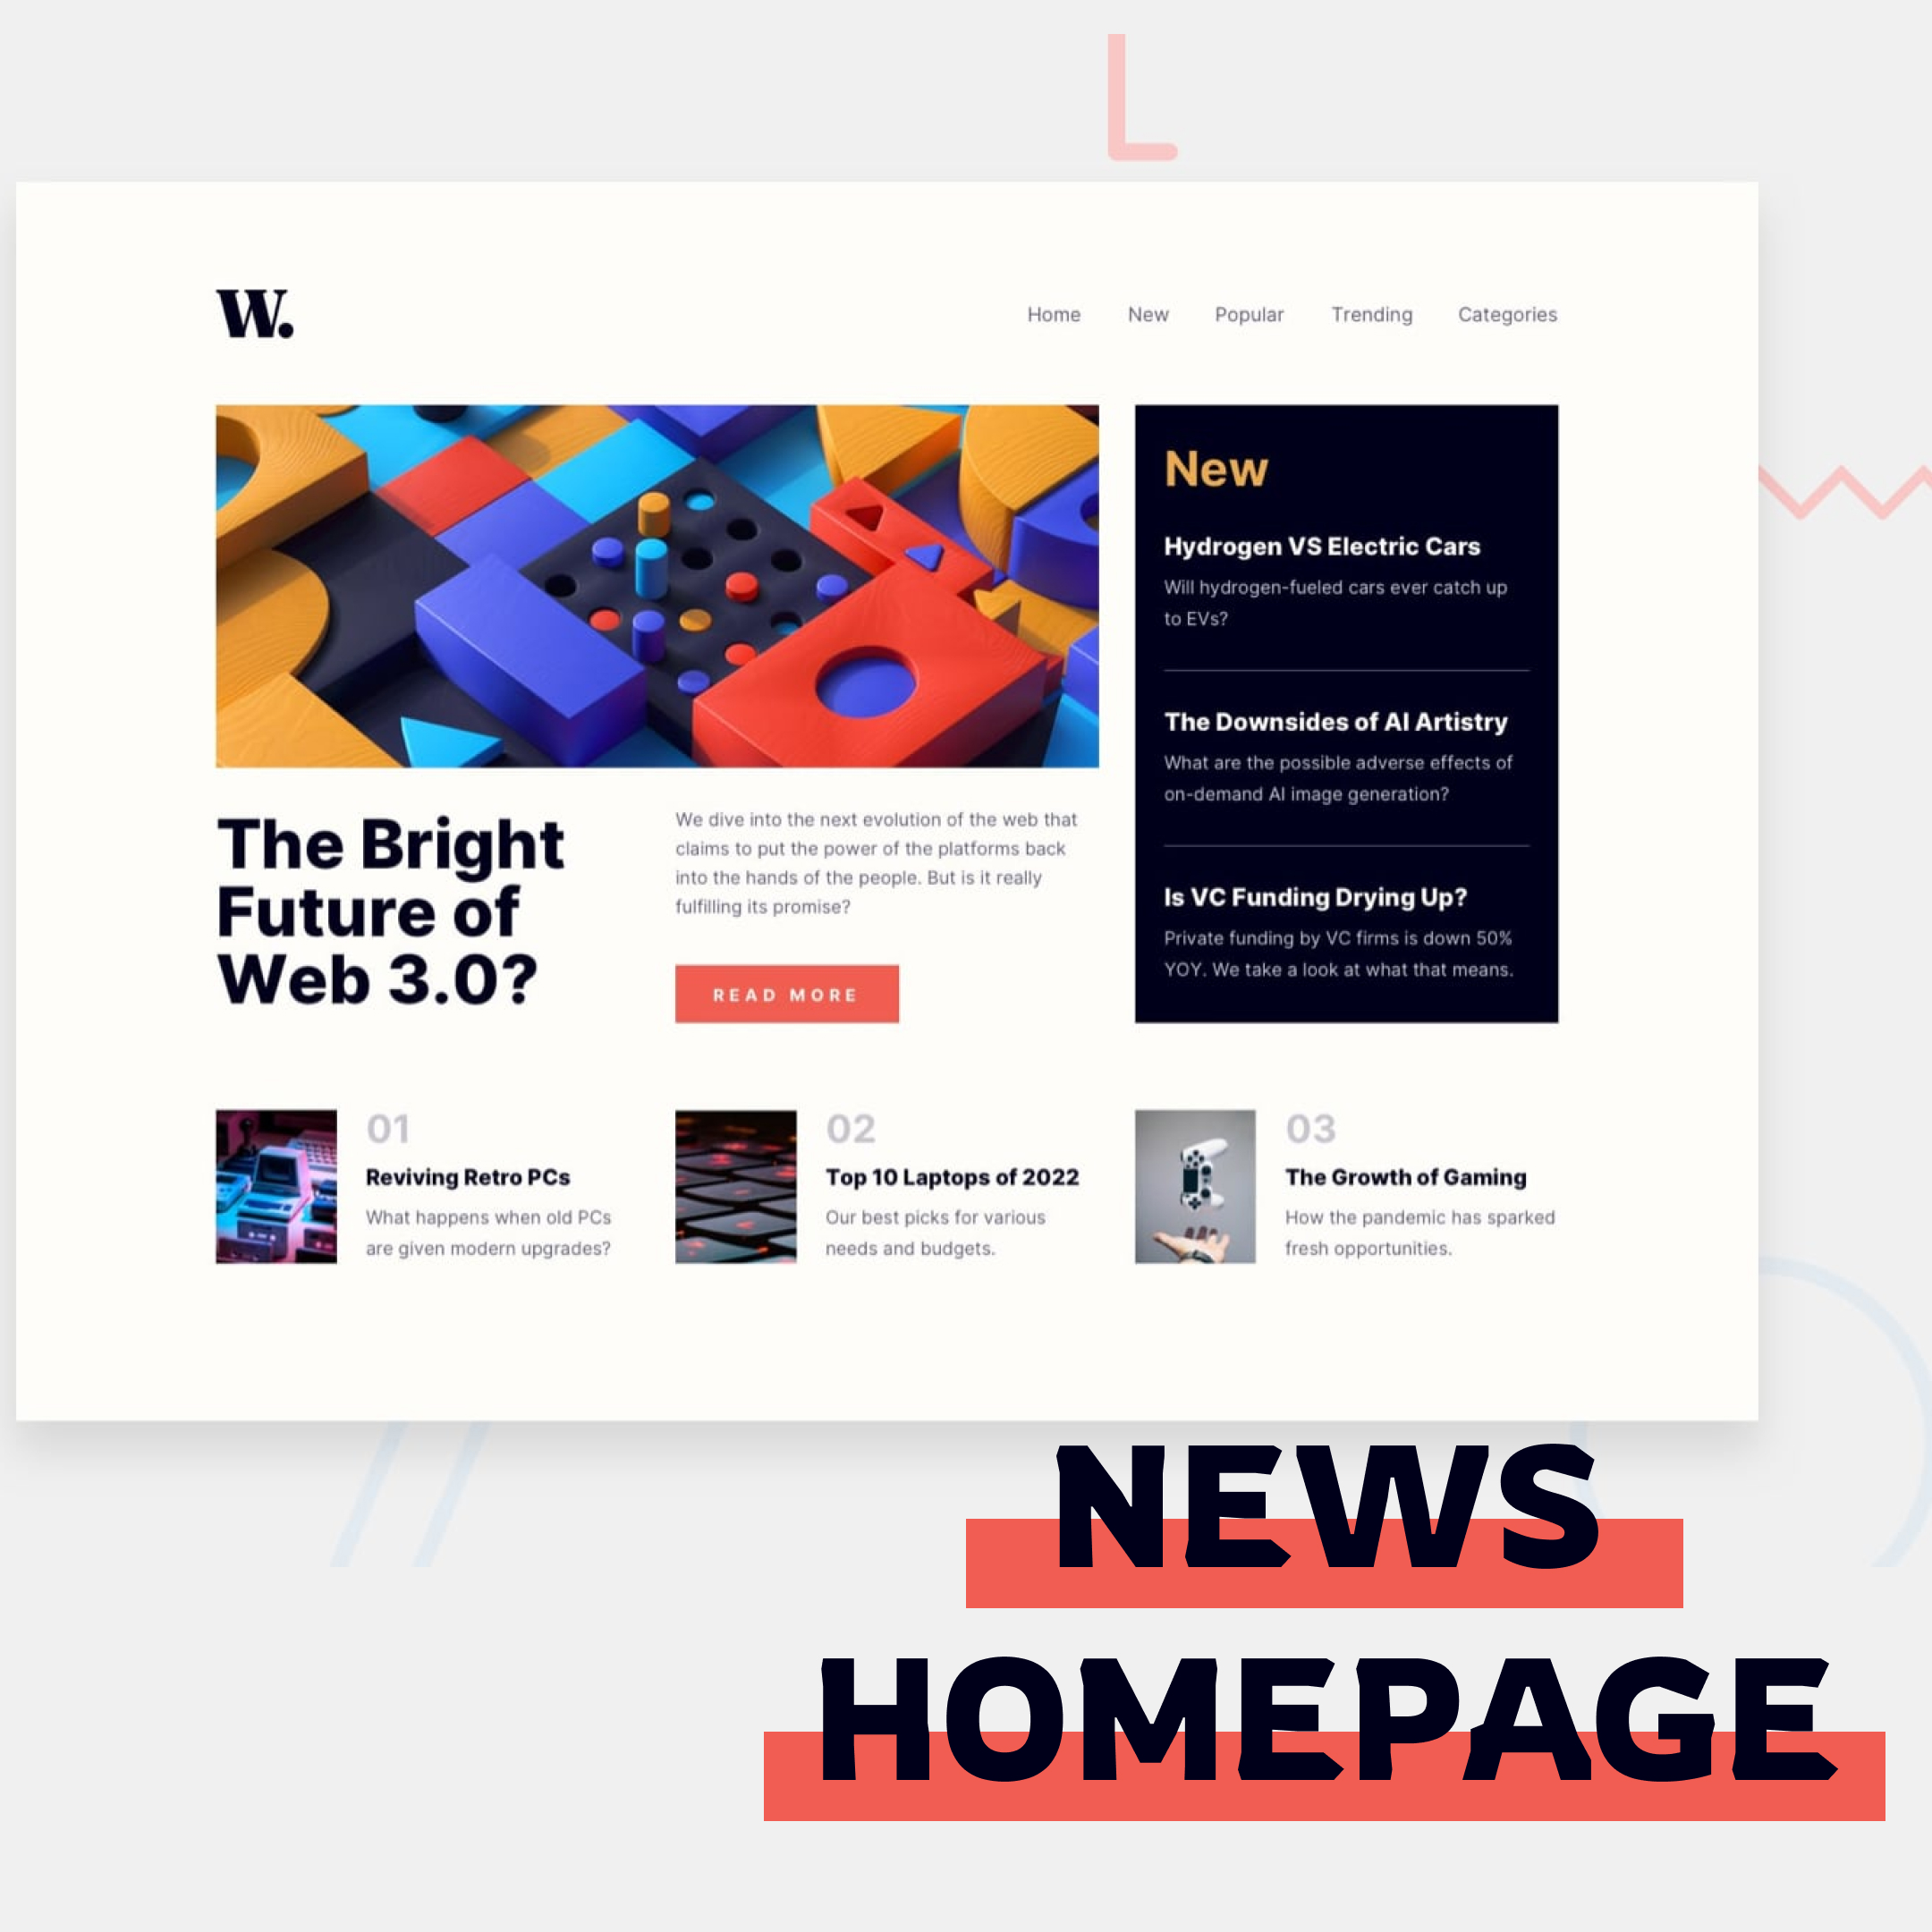 W.
Home New Popular Trending Categories
The Bright
Future of
Web 3.0?
We dive into the next evolution of the web that
claims to put the power of the platforms back
into the hands of the people. But is it really
fulfilling its promise?
READ MORE
New
Hydrogen VS Electric Cars
Will hydrogen-fueled cars ever catch up
to EVs?
The Downsides of AI Artistry
What are the possible adverse effects of
on-demand AI image generation?
Is VC Funding Drying Up?
Private funding by VC firms is down 50%
YOY. We take a look at what that means.
01
Reviving Retro PCs
What happens when old PCs
are given modern upgrades?
02
Top 10 Laptops of 2022
Our best picks for various
needs and budgets.
03
The Growth of Gaming
How the pandemic has sparked
fresh opportunities.
NEWS
HOMEPAGE